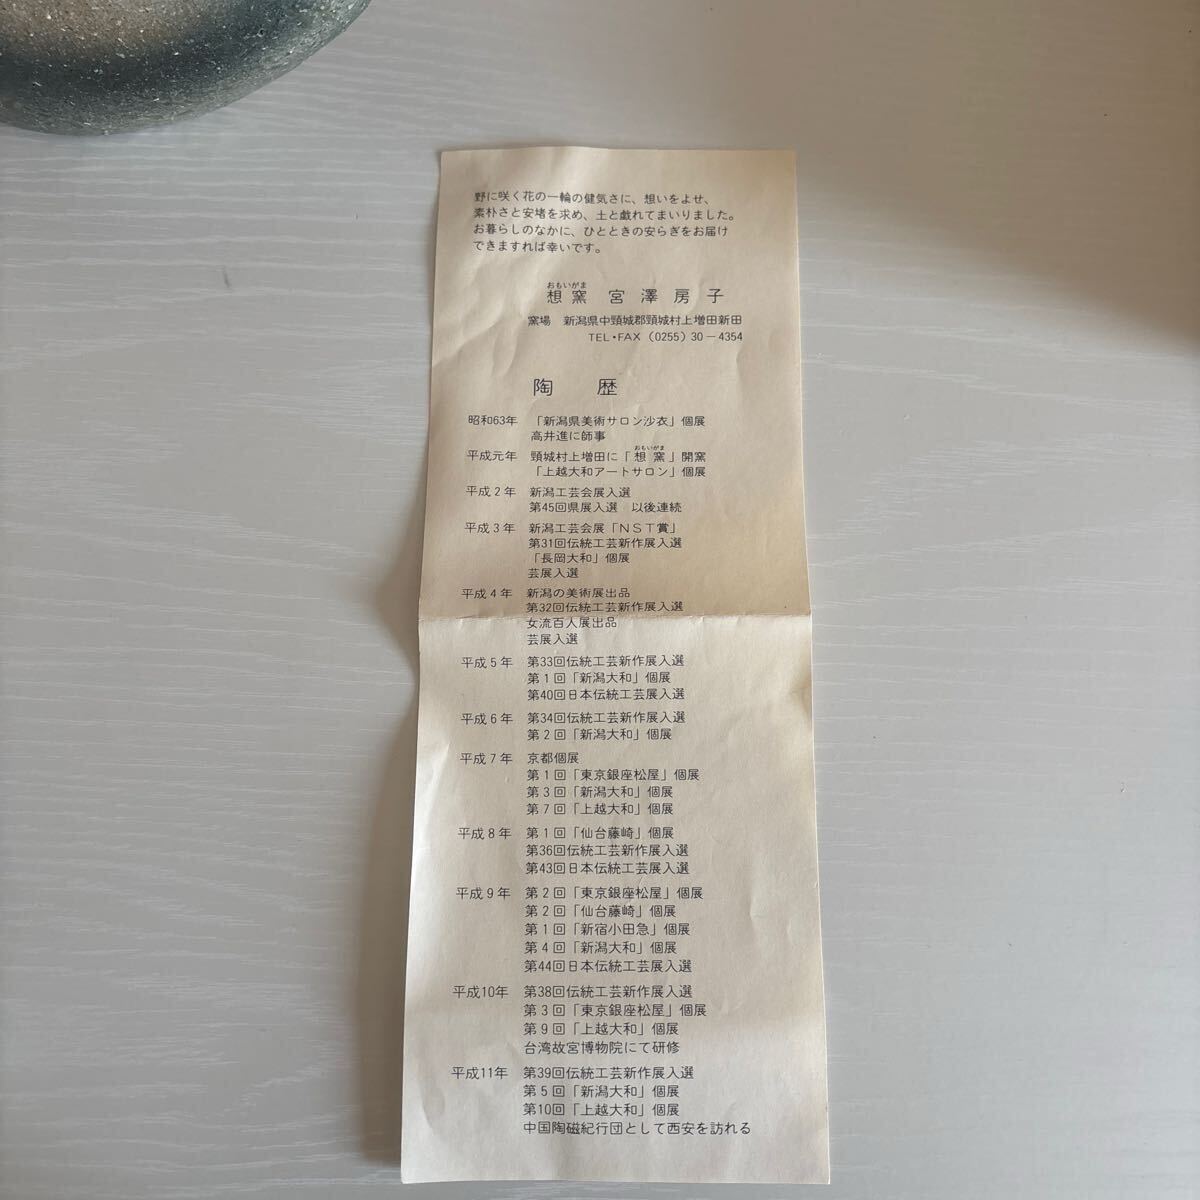 野に咲く花の一輪の健気さに、想いをよせ、
素朴さと安堵を求め、土と戯れてまいりました。
お暮らしのなかに、ひとときの安らぎをお届け
できますれば幸いです。
おもいがま
想窯　宮澤房子
窯場　新潟県中頸城郡頸城村上増田新田
TEL・FAX（0255）30－4354
陶　歴
昭和63年　「新潟県美術サロン沙衣」個展
高井進に師事
おもいがま
平成元年　頸城村上増田に「想窯」開窯
「上越大和アートサロン」個展
平成２年　新潟工芸会展入選
第45回県展入選　以後連続
平成３年　新潟工芸会展「ＮＳＴ賞」
第31回伝統工芸新作展入選
「長岡大和」個展
芸展入選
平成４年　新潟の美術展出品
第32回伝統工芸新作展入選
女流百人展出品
芸展入選
平成５年　第33回伝統工芸新作展入選
第１回「新潟大和」個展
第40回日本伝統工芸展入選
平成６年　第34回伝統工芸新作展入選
第２回「新潟大和」個展
平成７年　京都個展
第１回「東京銀座松屋」個展
第３回「新潟大和」個展
第７回「上越大和」個展
平成８年　第１回「仙台藤崎」個展
第36回伝統工芸新作展入選
第43回日本伝統工芸展入選
平成９年　第２回「東京銀座松屋」個展
第２回「仙台藤崎」個展
第１回「新宿小田急」個展
第４回「新潟大和」個展
第44回日本伝統工芸展入選
平成10年　第38回伝統工芸新作展入選
第３回「東京銀座松屋」個展
第９回「上越大和」個展
台湾故宮博物院にて研修
平成11年　第39回伝統工芸新作展入選
第５回「新潟大和」個展
第10回「上越大和」個展
中国陶磁紀行団として西安を訪れる